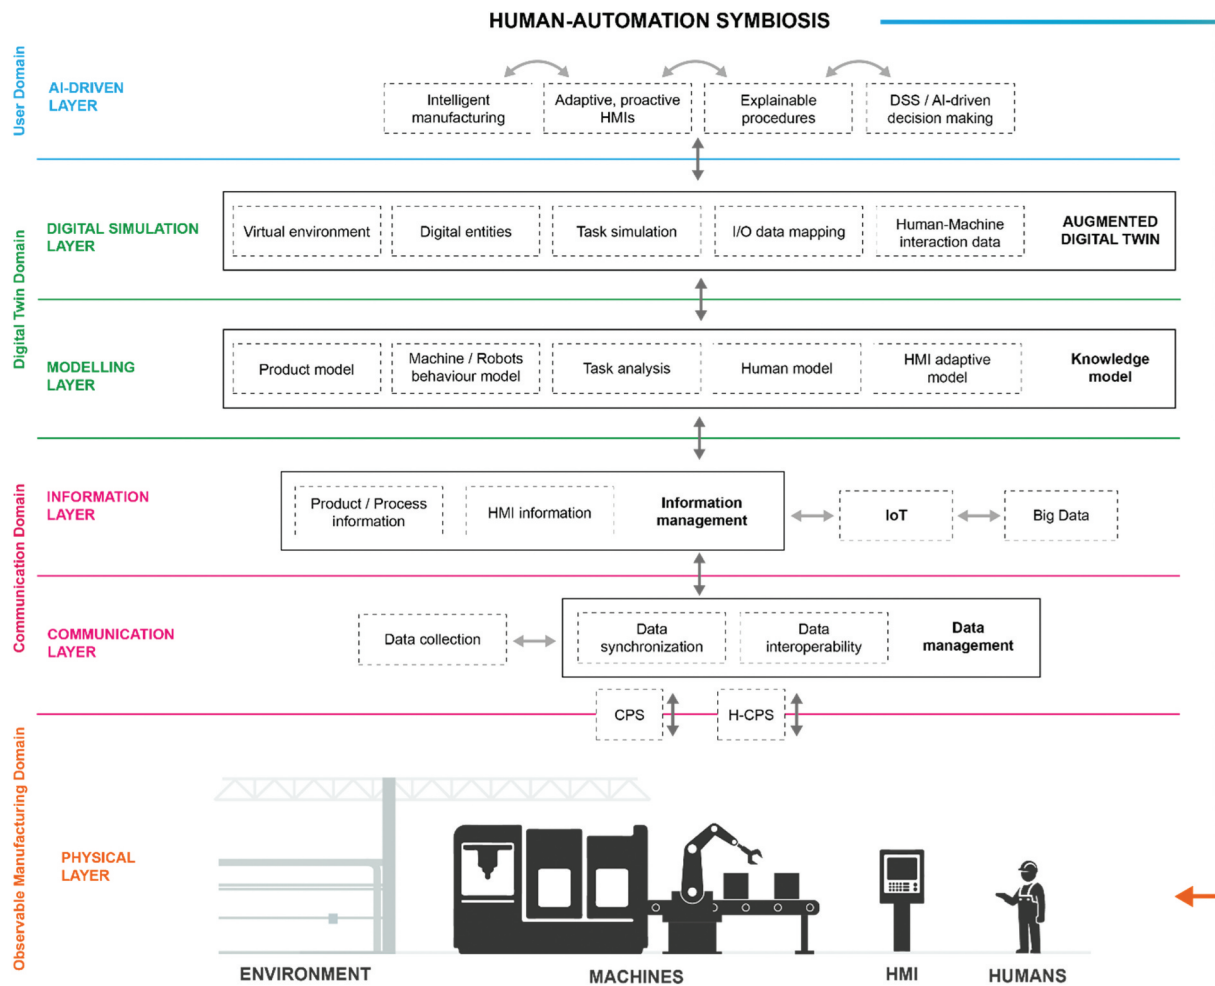 HUMAN-AUTOMATION SYMBIOSIS
User Domain
AI-DRIVEN
LAYER
Intelligent
manufacturing
Adaptive, proactive
HMIs
Explainable
procedures
DSS / AI-driven
decision making
Digital Twin Domain
DIGITAL SIMULATION
LAYER
Virtual environment
Digital entities
Task simulation
I/O data mapping
Human-Machine
interaction data
AUGMENTED
DIGITAL TWIN
MODELLING
LAYER
Product model
Machine / Robots
behaviour model
Task analysis
Human model
HMI adaptive
model
Knowledge
model
Communication Domain
INFORMATION
LAYER
Product / Process
information
HMI information
Information
management
IoT
Big Data
COMMUNICATION
LAYER
Data collection
Data
synchronization
Data
interoperability
Data
management
CPS
H-CPS
Observable Manufacturing Domain
PHYSICAL
LAYER
ENVIRONMENT
MACHINES
HMI
HUMANS